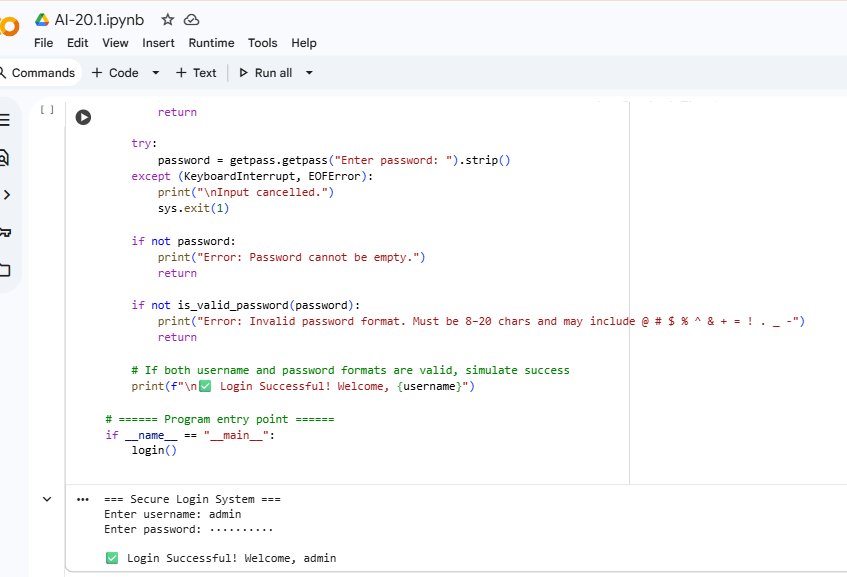 AI-20.1.ipynb
File Edit View Insert Runtime Tools Help
Commands + Code + Text Run all
[ ]
return
try:
password = getpass.getpass("Enter password: ").strip()
except (KeyboardInterrupt, EOFError):
print("\nInput cancelled.")
sys.exit(1)
if not password:
print("Error: Password cannot be empty.")
return
if not is_valid_password(password):
print("Error: Invalid password format. Must be 8–20 chars and may include @ # $ % ^ & + = ! . _ -")
return
# If both username and password formats are valid, simulate success
print(f"\n✅ Login Successful! Welcome, {username}")
# ====== Program entry point ======
if __name__ == "__main__":
login()
••• === Secure Login System ===
Enter username: admin
Enter password: ··········
✅ Login Successful! Welcome, admin